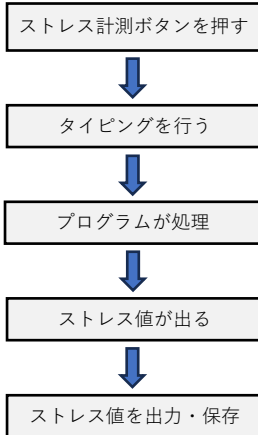 ストレス計測ボタンを押す
タイピングを行う
プログラムが処理
ストレス値が出る
ストレス値を出力・保存